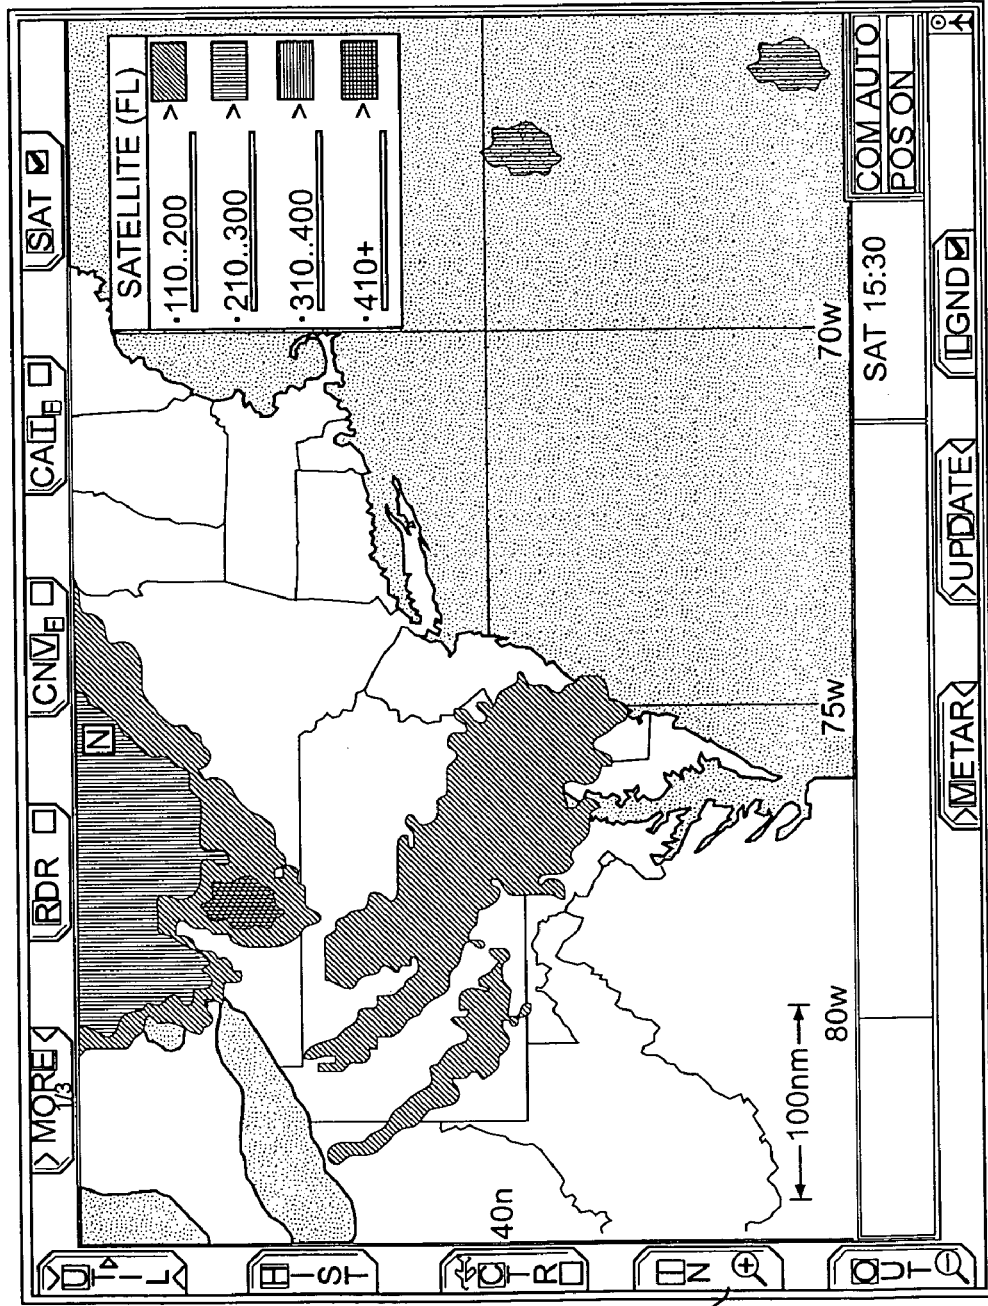 >MORE<
1/3
RDR
CNV
CAT
SAT
UTIL
HIST
CTR
IN
OUT
N
SATELLITE (FL)
·110..200 >
·210..300 >
·310..400 >
·410+ >
40n
100nm
80w
75w
70w
SAT 15:30
COM AUTO
POS ON
>METAR<
>UPDATE<
LGND